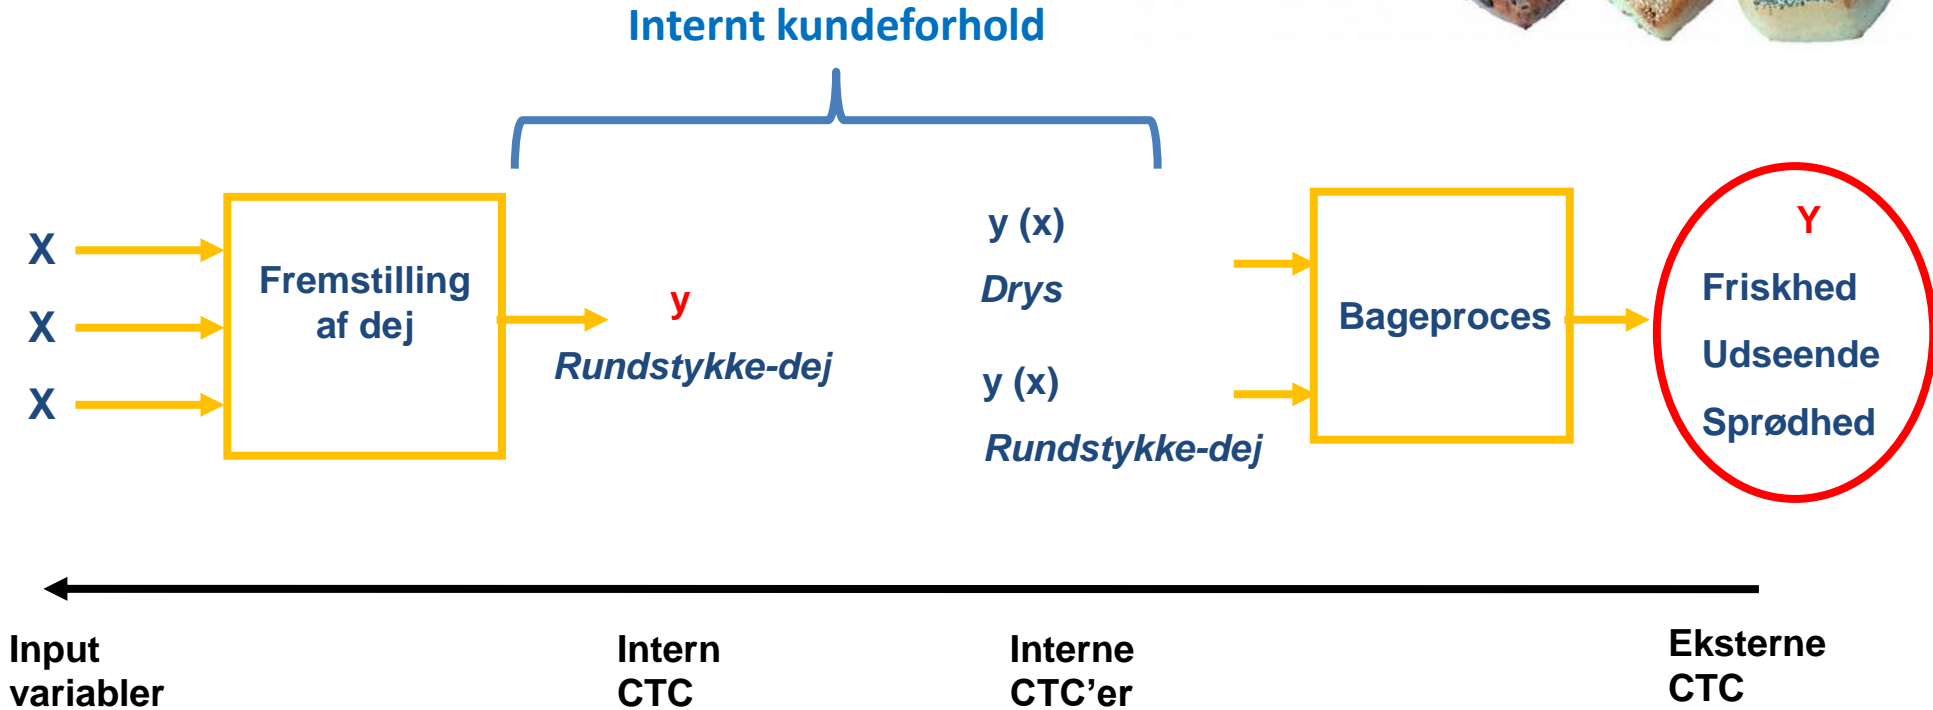 Internt kundeforhold
X
X
X
Fremstilling
af dej
y
Rundstykke-dej
y (x)
Drys
y (x)
Rundstykke-dej
Bageproces
Y
Friskhed
Udseende
Sprødhed
Input
variabler
Intern
CTC
Interne
CTC’er
Eksterne
CTC